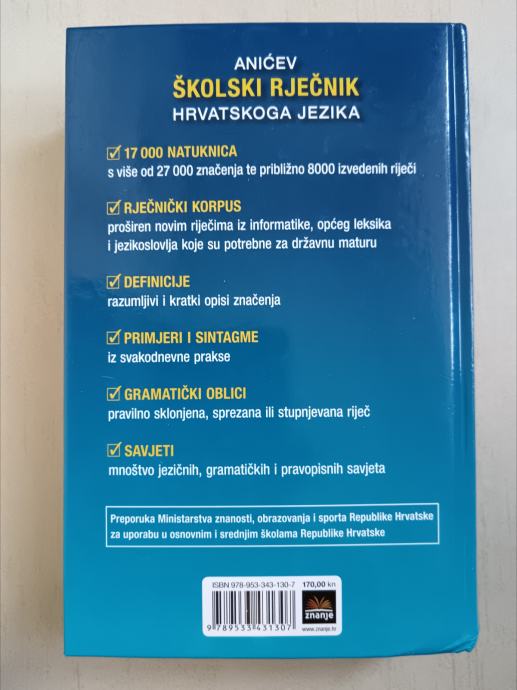 ANIĆEV
ŠKOLSKI RJEČNIK
HRVATSKOGA JEZIKA
17 000 NATUKNICA
s više od 27 000 značenja te približno 8000 izvedenih riječi
RJEČNIČKI KORPUS
proširen novim riječima iz informatike, općeg leksika
i jezikoslovlja koje su potrebne za državnu maturu
DEFINICIJE
razumljivi i kratki opisi značenja
PRIMJERI I SINTAGME
iz svakodnevne prakse
GRAMATIČKI OBLICI
pravilno sklonjena, sprezana ili stupnjevana riječ
SAVJETI
mnoštvo jezičnih, gramatičkih i pravopisnih savjeta
Preporuka Ministarstva znanosti, obrazovanja i sporta Republike Hrvatske
za uporabu u osnovnim i srednjim školama Republike Hrvatske
ISBN 978-953-343-130-7
170,00 kn
9 789533 431307
znanje
www.znanje.hr